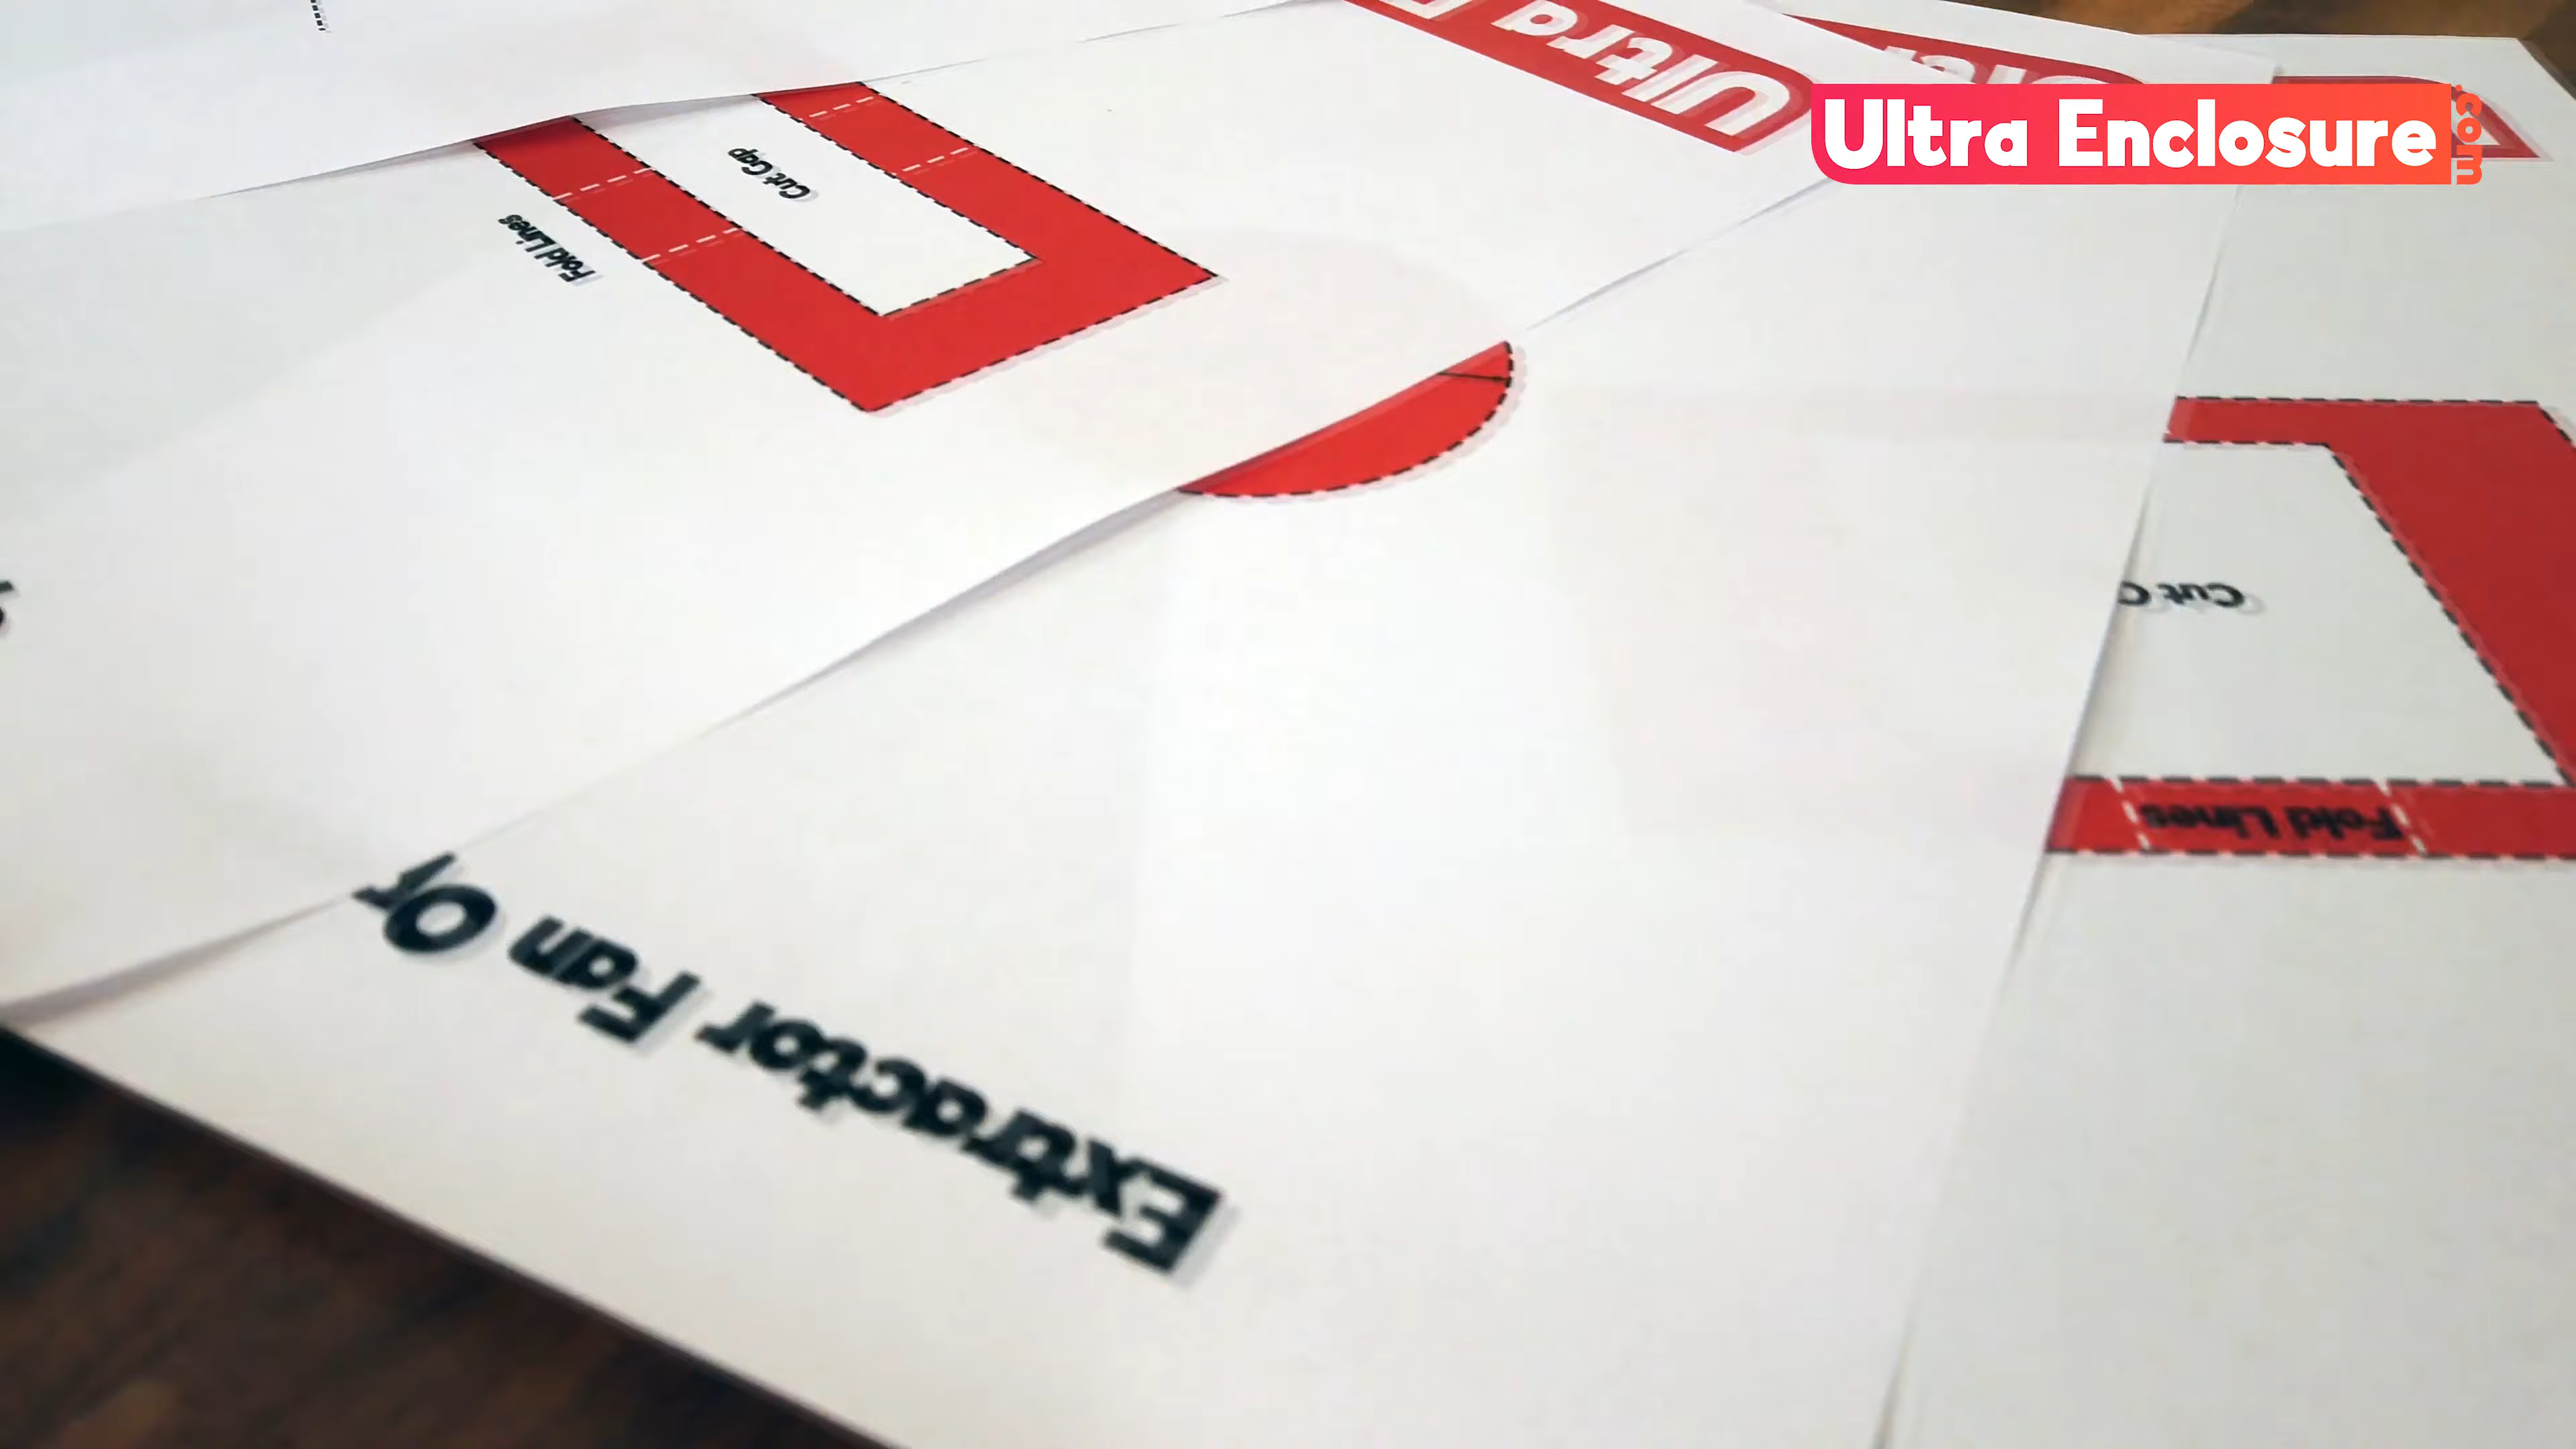 Ultra
Ultra Enclosure
.com
Cut Gap
Fold Lines
Cut
Fold Lines
Extractor Fan Or